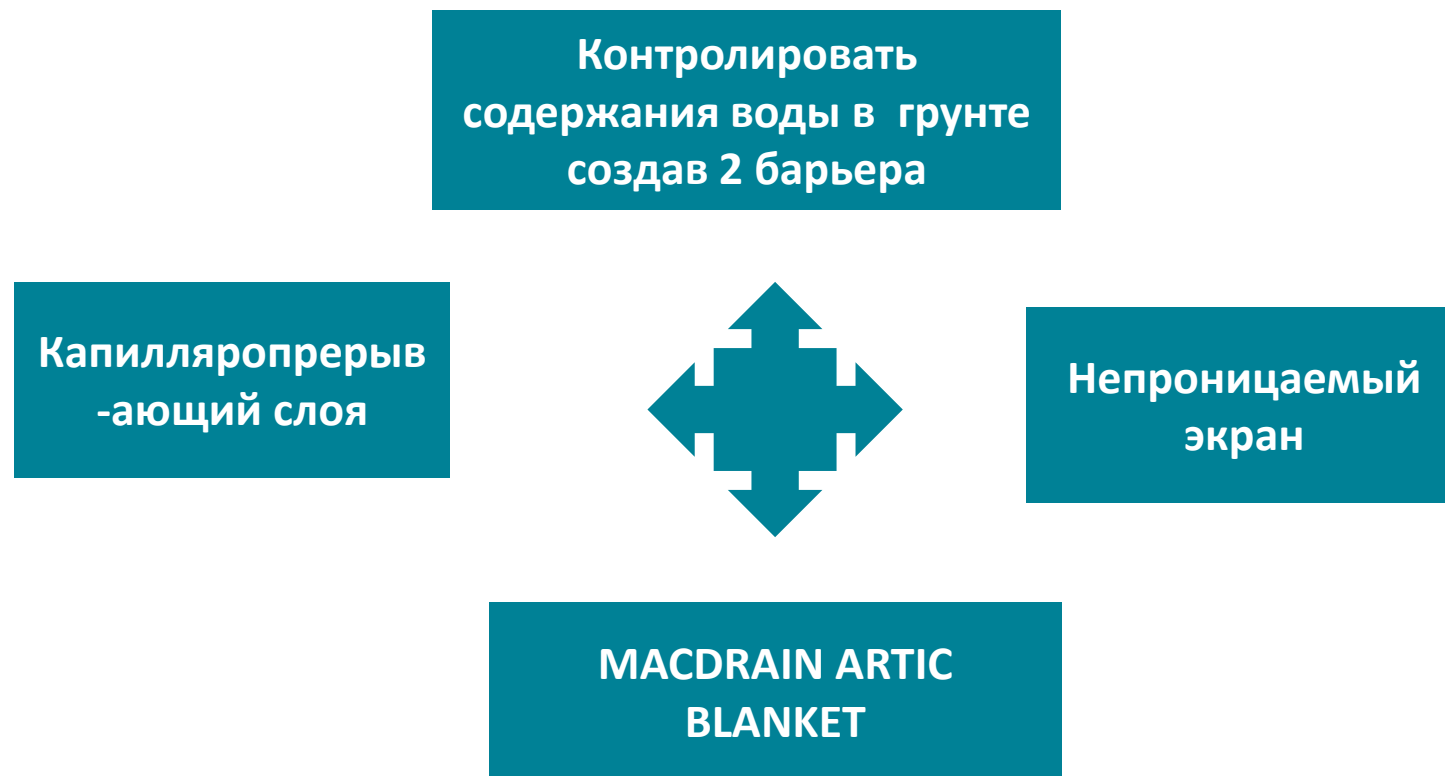 Контролировать
содержания воды в грунте
создав 2 барьера
Капилляропрерыв
-ающий слоя
Непроницаемый
экран
MACDRAIN ARTIC
BLANKET